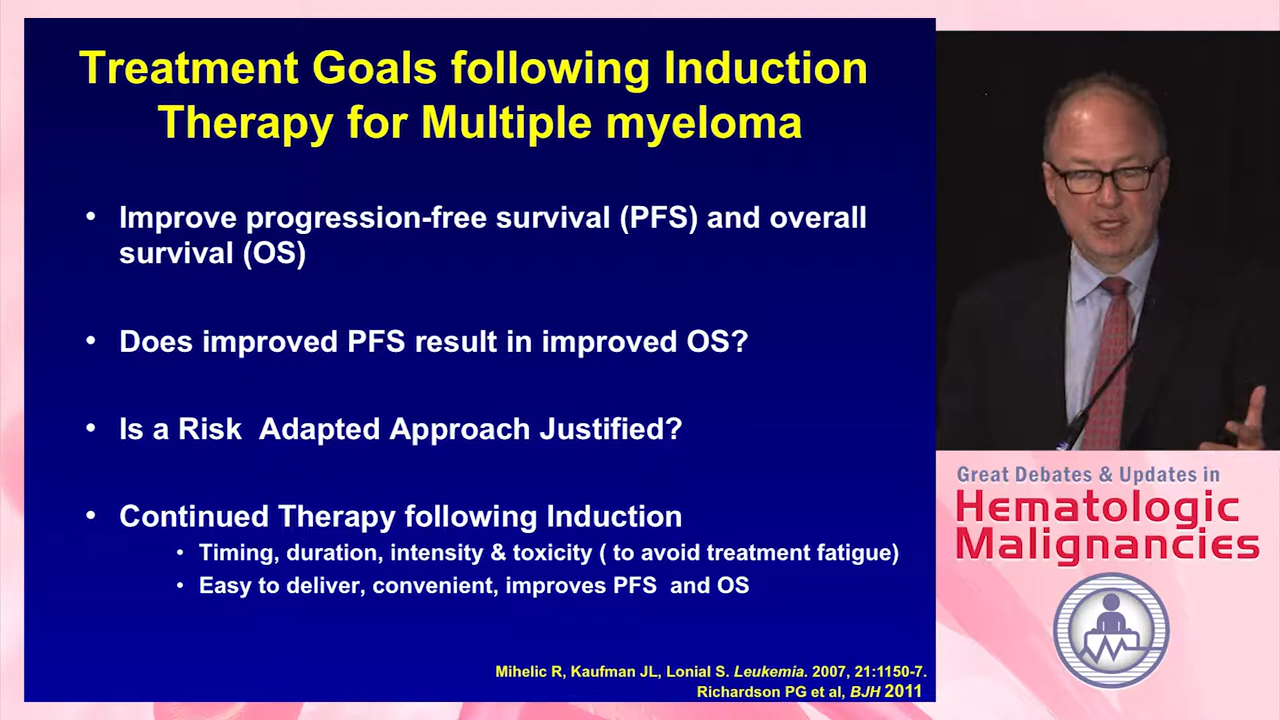 Treatment Goals following Induction
Therapy for Multiple myeloma
• Improve progression-free survival (PFS) and overall
survival (OS)
• Does improved PFS result in improved OS?
• Is a Risk  Adapted Approach Justified?
• Continued Therapy following Induction
• Timing, duration, intensity & toxicity ( to avoid treatment fatigue)
• Easy to deliver, convenient, improves PFS  and OS
Mihelic R, Kaufman JL, Lonial S. Leukemia. 2007, 21:1150-7.
Richardson PG et al, BJH 2011
Great Debates & Updates in
Hematologic
Malignancies